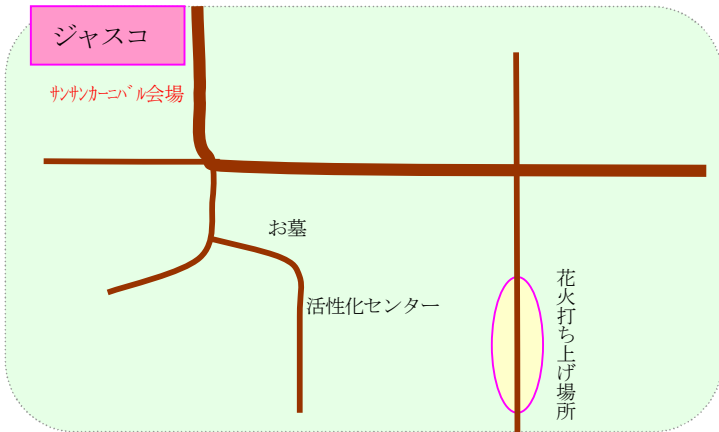 ジャスコ
ｻﾝｻﾝｶｰﾆﾊﾞﾙ会場
お墓
活性化センター
花火打ち上げ場所